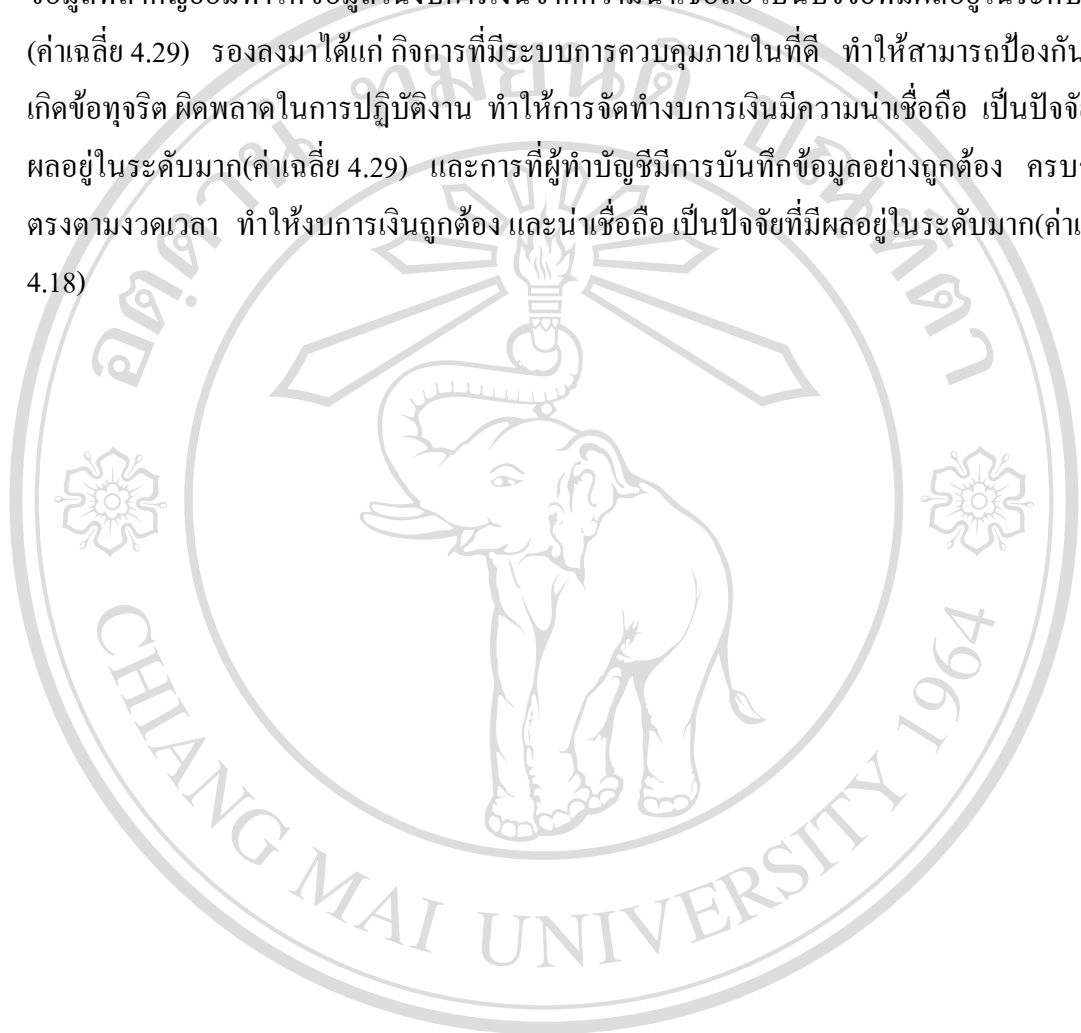 (ค่าเฉลี่ย 4.29) รองลงมาได้แก่ กิจการที่มีระบบการควบคุมภายในที่ดี ทำให้สามารถป้องกัน
เกิดข้อทุจริต ผิดพลาดในการปฏิบัติงาน ทำให้การจัดทำงบการเงินมีความน่าเชื่อถือ เป็นปัจจั
ผลอยู่ในระดับมาก(ค่าเฉลี่ย 4.29) และการที่ผู้ทำบัญชีมีการบันทึกข้อมูลอย่างถูกต้อง ครบ
ตรงตามงวดเวลา ทำให้งบการเงินถูกต้อง และน่าเชื่อถือ เป็นปัจจัยที่มีผลอยู่ในระดับมาก(ค่าเ
4.18)
CHIANG MAI UNIVERSITY 1964